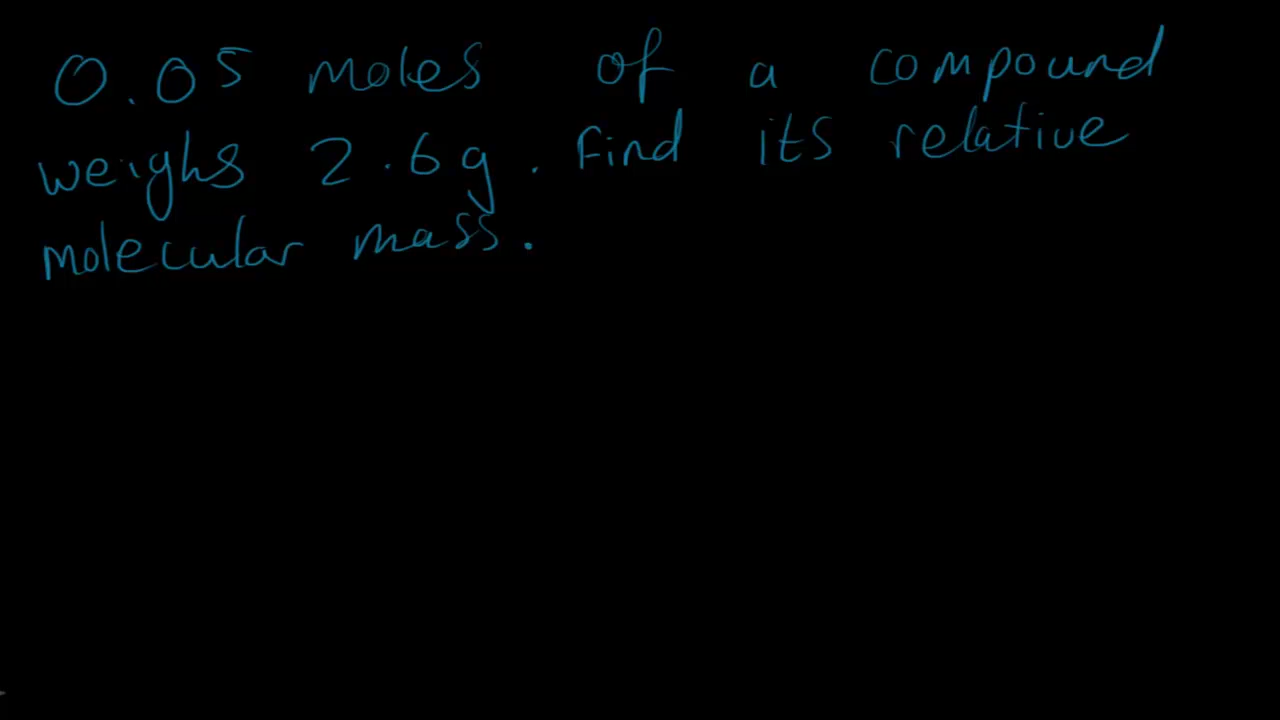 0.05 moles of a compound
weighs 2.6g. Find its relative
molecular mass.